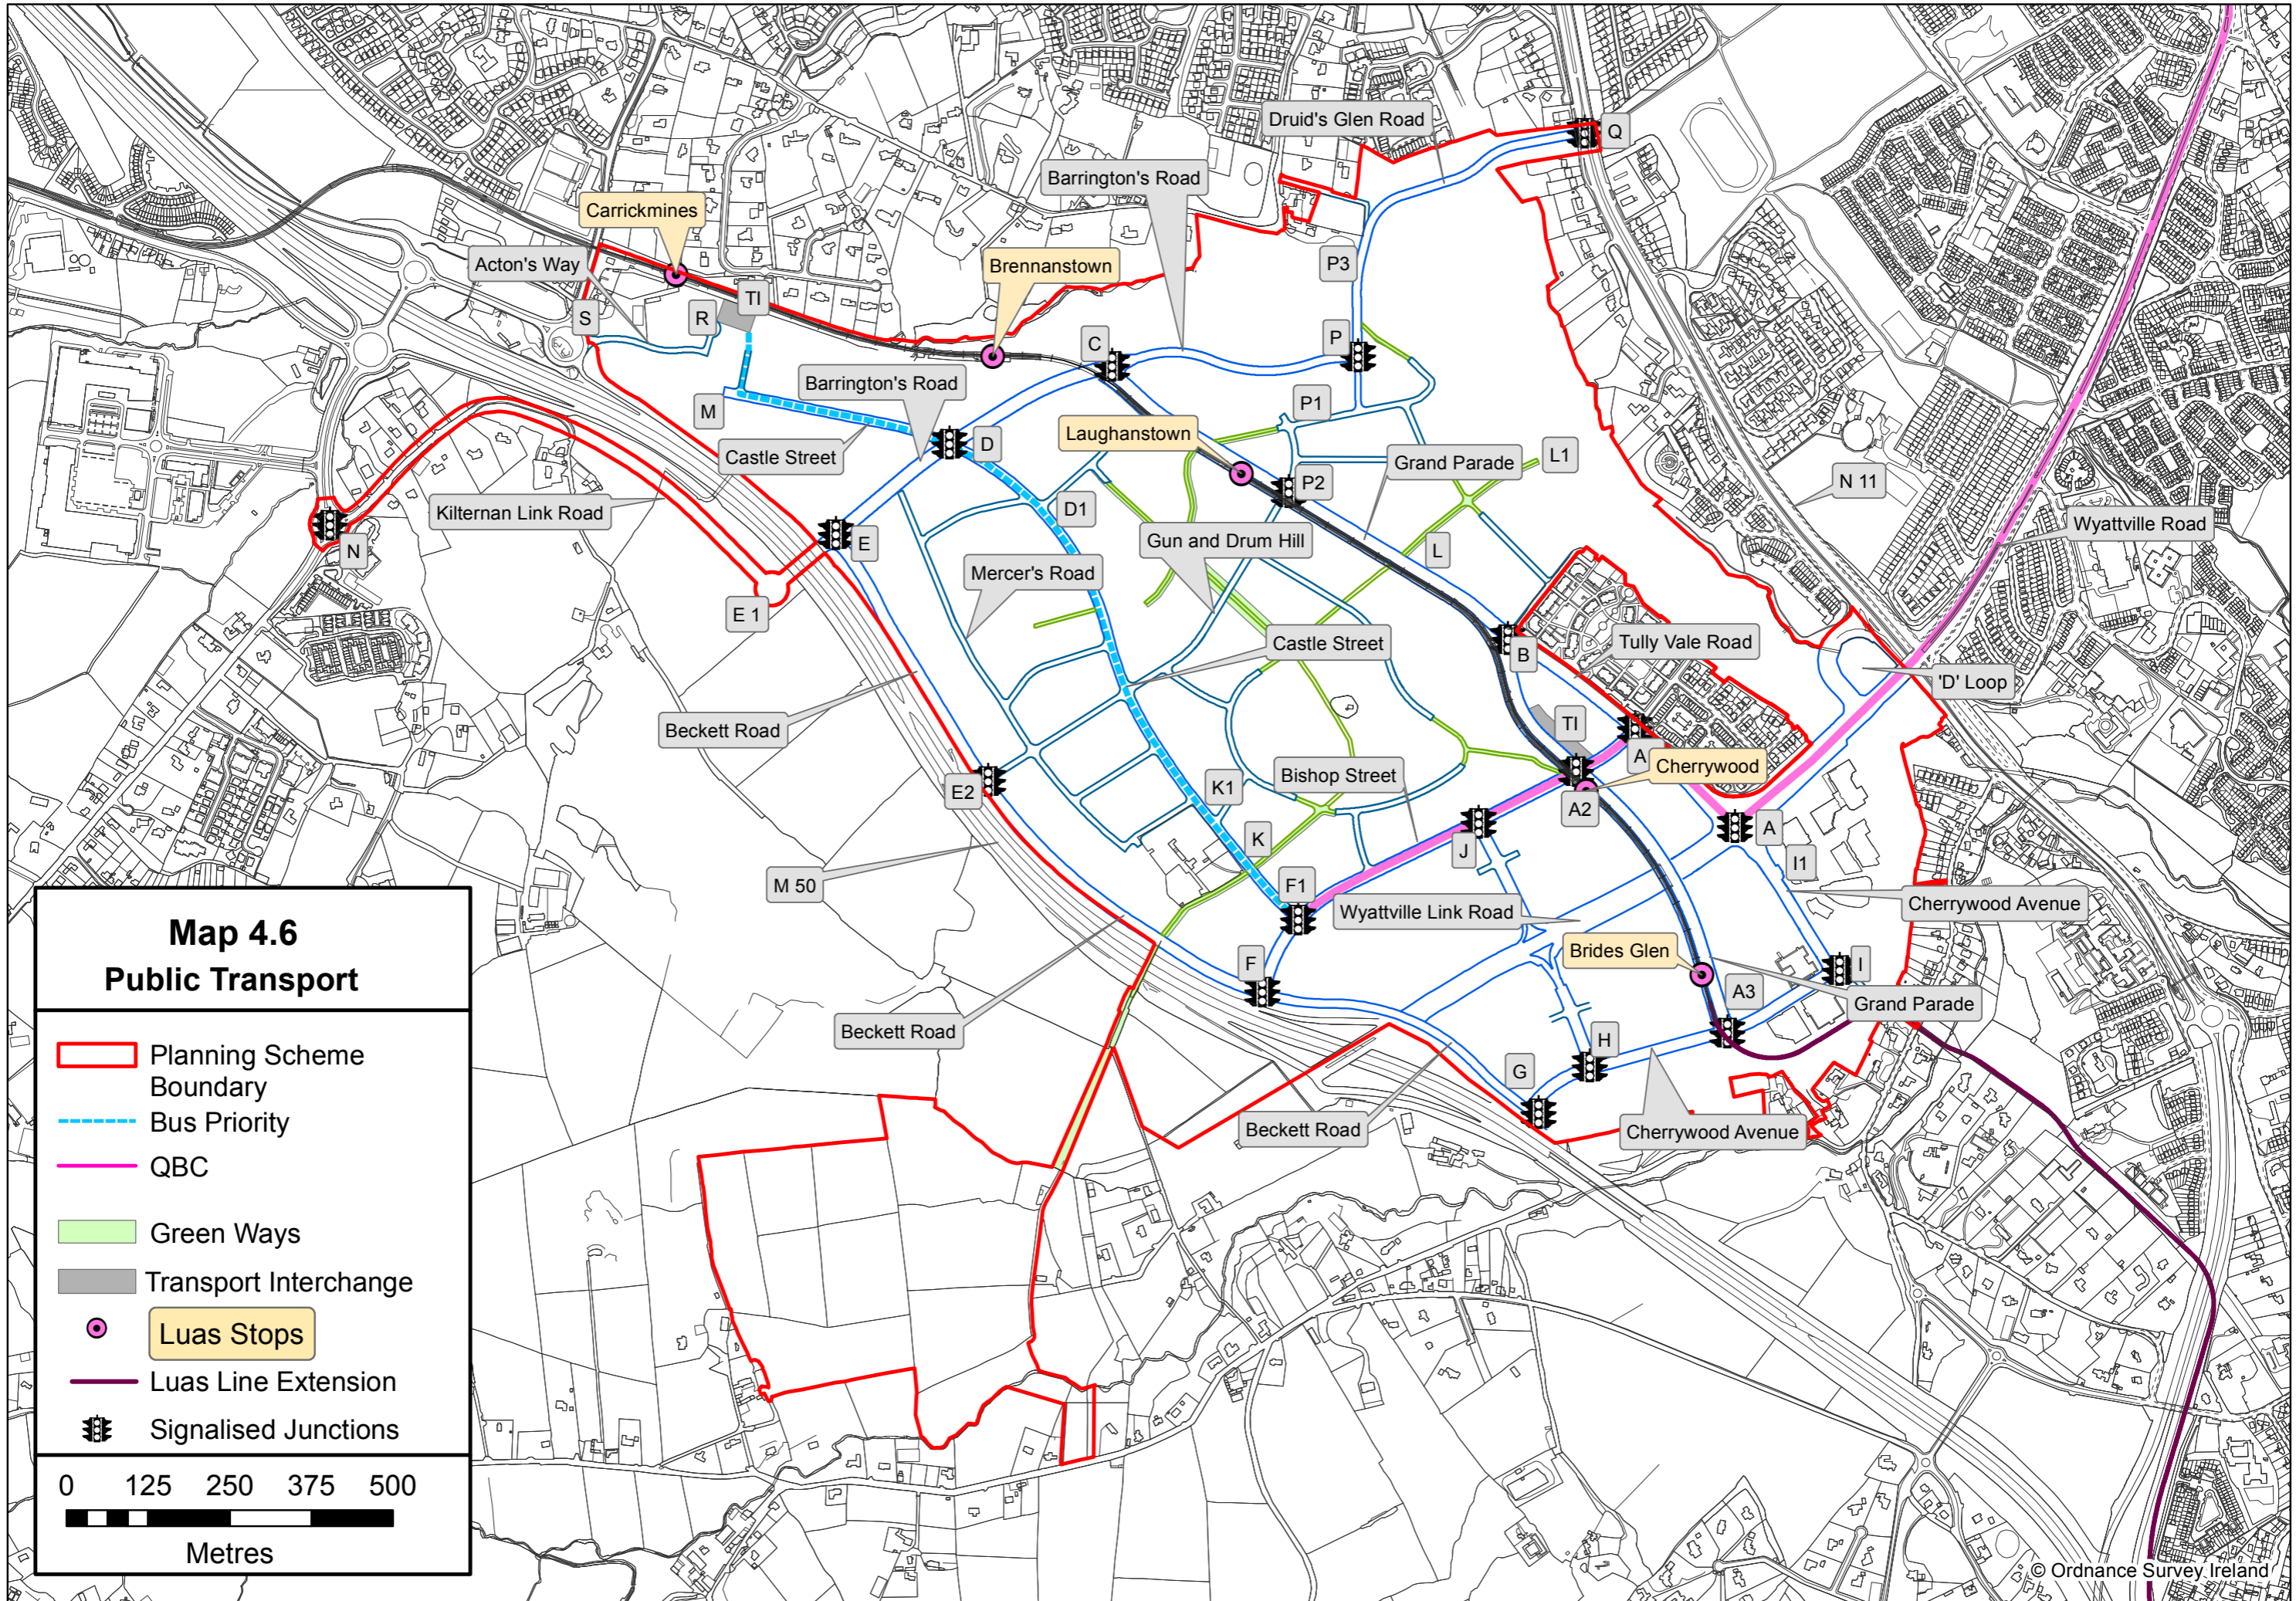 Druid's Glen Road
Q
Barrington's Road
Carrickmines
Acton's Way
Brennanstown
P3
TI
S
R
C
P
Barrington's Road
M
P1
Laughanstown
D
Castle Street
L1
Grand Parade
N 11
P2
Kilternan Link Road
D1
Wyattville Road
N
E
Gun and Drum Hill
L
Mercer's Road
E 1
Castle Street
Tully Vale Road
B
'D' Loop
Beckett Road
TI
A
Cherrywood
Bishop Street
E2
K1
A2
A
K
J
I1
M 50
F1
Cherrywood Avenue
Wyattville Link Road
Brides Glen
F
I
A3
Grand Parade
Beckett Road
H
G
Beckett Road
Cherrywood Avenue
Map 4.6
Public Transport
Planning Scheme
Boundary
Bus Priority
QBC
Green Ways
Transport Interchange
Luas Stops
Luas Line Extension
Signalised Junctions
0 125 250 375 500
Metres
© Ordnance Survey Ireland